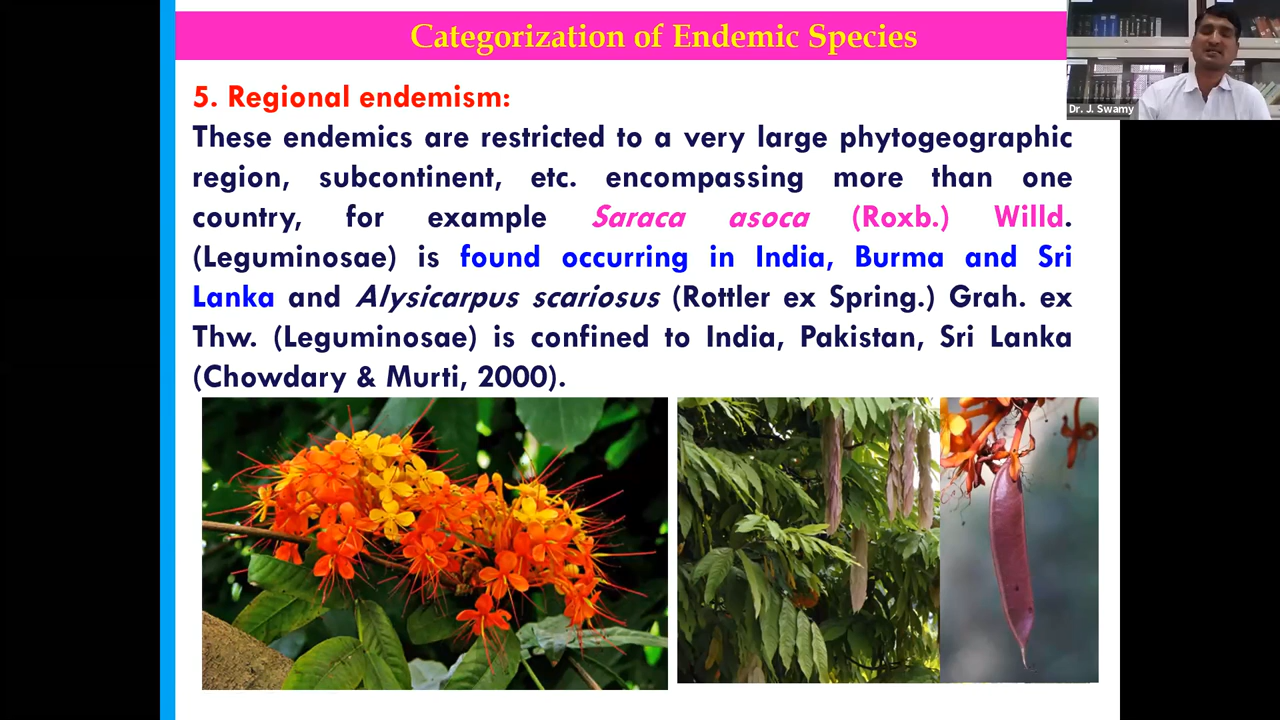 Categorization of Endemic Species
Dr. J. Swamy
5. Regional endemism:
These endemics are restricted to a very large phytogeographic
region, subcontinent, etc. encompassing more than one
country, for example Saraca asoca (Roxb.) Willd.
(Leguminosae) is found occurring in India, Burma and Sri
Lanka and Alysicarpus scariosus (Rottler ex Spring.) Grah. ex
Thw. (Leguminosae) is confined to India, Pakistan, Sri Lanka
(Chowdary & Murti, 2000).